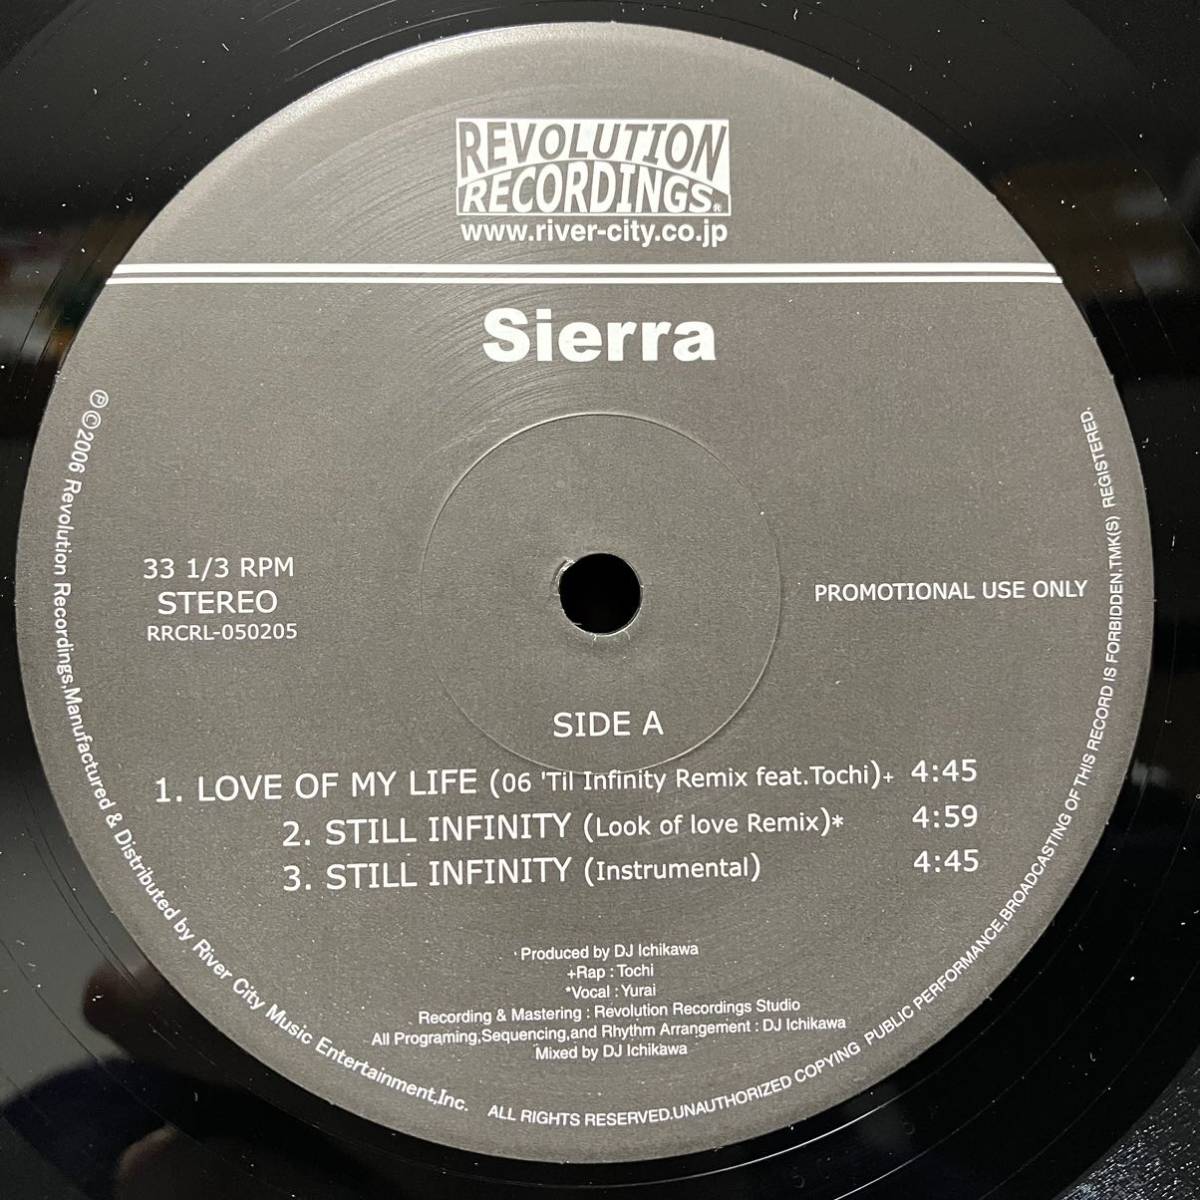 REVOLUTION
RECORDINGS®
www.river-city.co.jp
Sierra
33 1/3 RPM
STEREO
RRCRL-050205
PROMOTIONAL USE ONLY
SIDE A
1. LOVE OF MY LIFE (06 'Til Infinity Remix feat.Tochi)+ 4:45
2. STILL INFINITY (Look of love Remix)* 4:59
3. STILL INFINITY (Instrumental) 4:45
Produced by DJ Ichikawa
+Rap : Tochi
*Vocal : Yurai
Recording & Mastering : Revolution Recordings Studio
All Programing,Sequencing,and Rhythm Arrangement : DJ Ichikawa
Mixed by DJ Ichikawa
℗©2006 Revolution Recordings,Manufactured & Distributed by River City Music Entertainment,Inc. ALL RIGHTS RESERVED.UNAUTHORIZED COPYING PUBLIC PERFORMANCE,BROADCASTING OF THIS RECORD IS FORBIDDEN.TMK(S) REGISTERED.